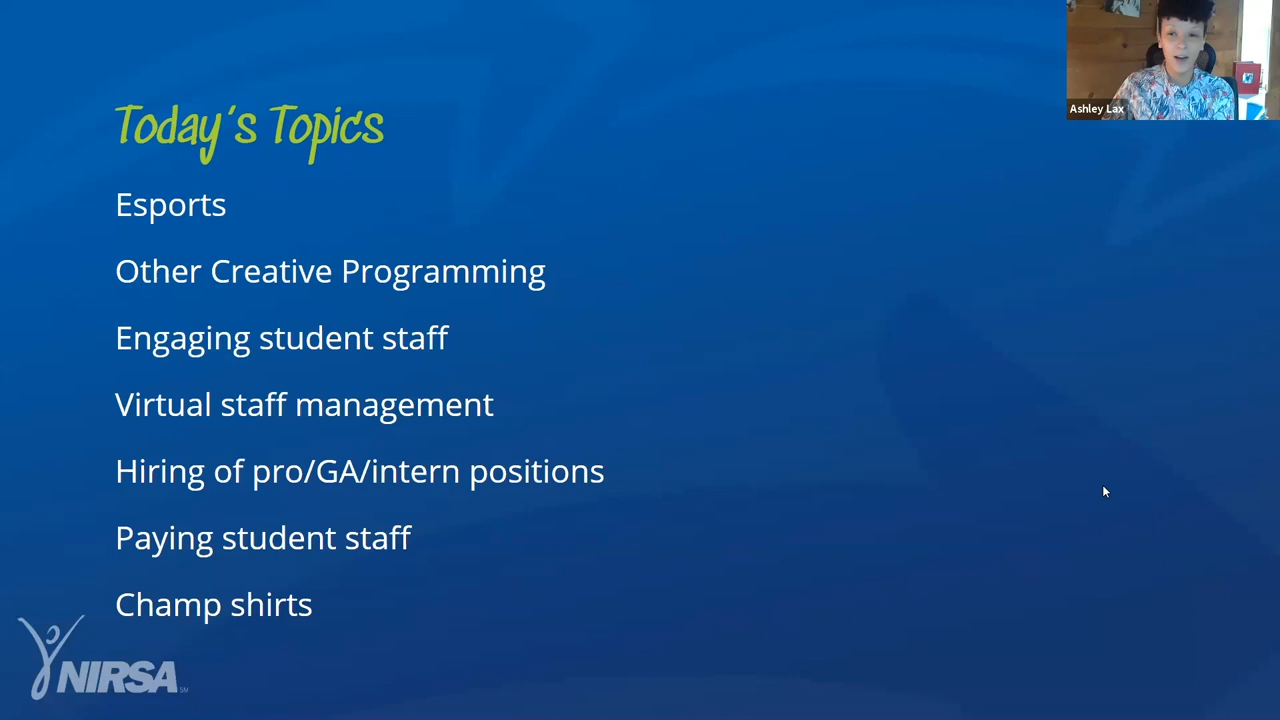 Ashley Lax
Today's Topics
Esports
Other Creative Programming
Engaging student staff
Virtual staff management
Hiring of pro/GA/intern positions
Paying student staff
Champ shirts
NIRSA